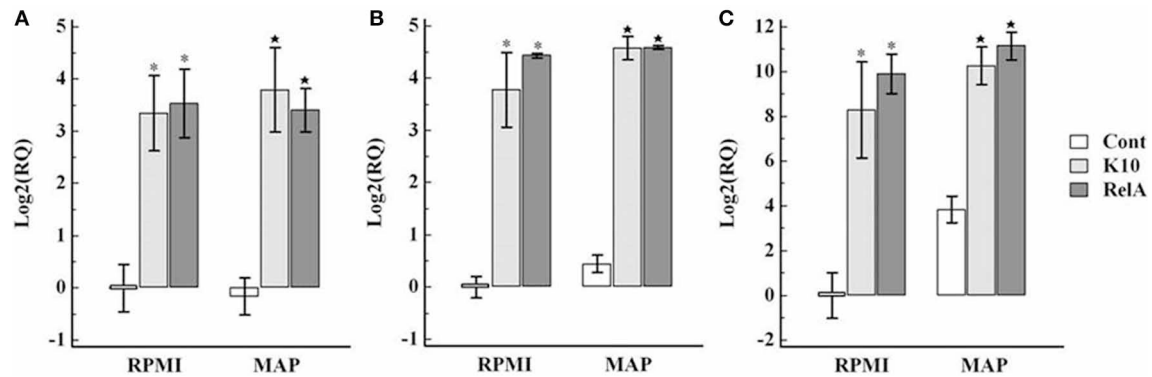 A
5
4
3
2
1
0
-1
Log2(RQ)
* * ★ ★
RPMI MAP
B
5
4
3
2
1
0
-1
Log2(RQ)
* * ★ ★
RPMI MAP
C
12
10
8
6
4
2
0
-2
Log2(RQ)
* * ★ ★
RPMI MAP
Cont
K10
RelA